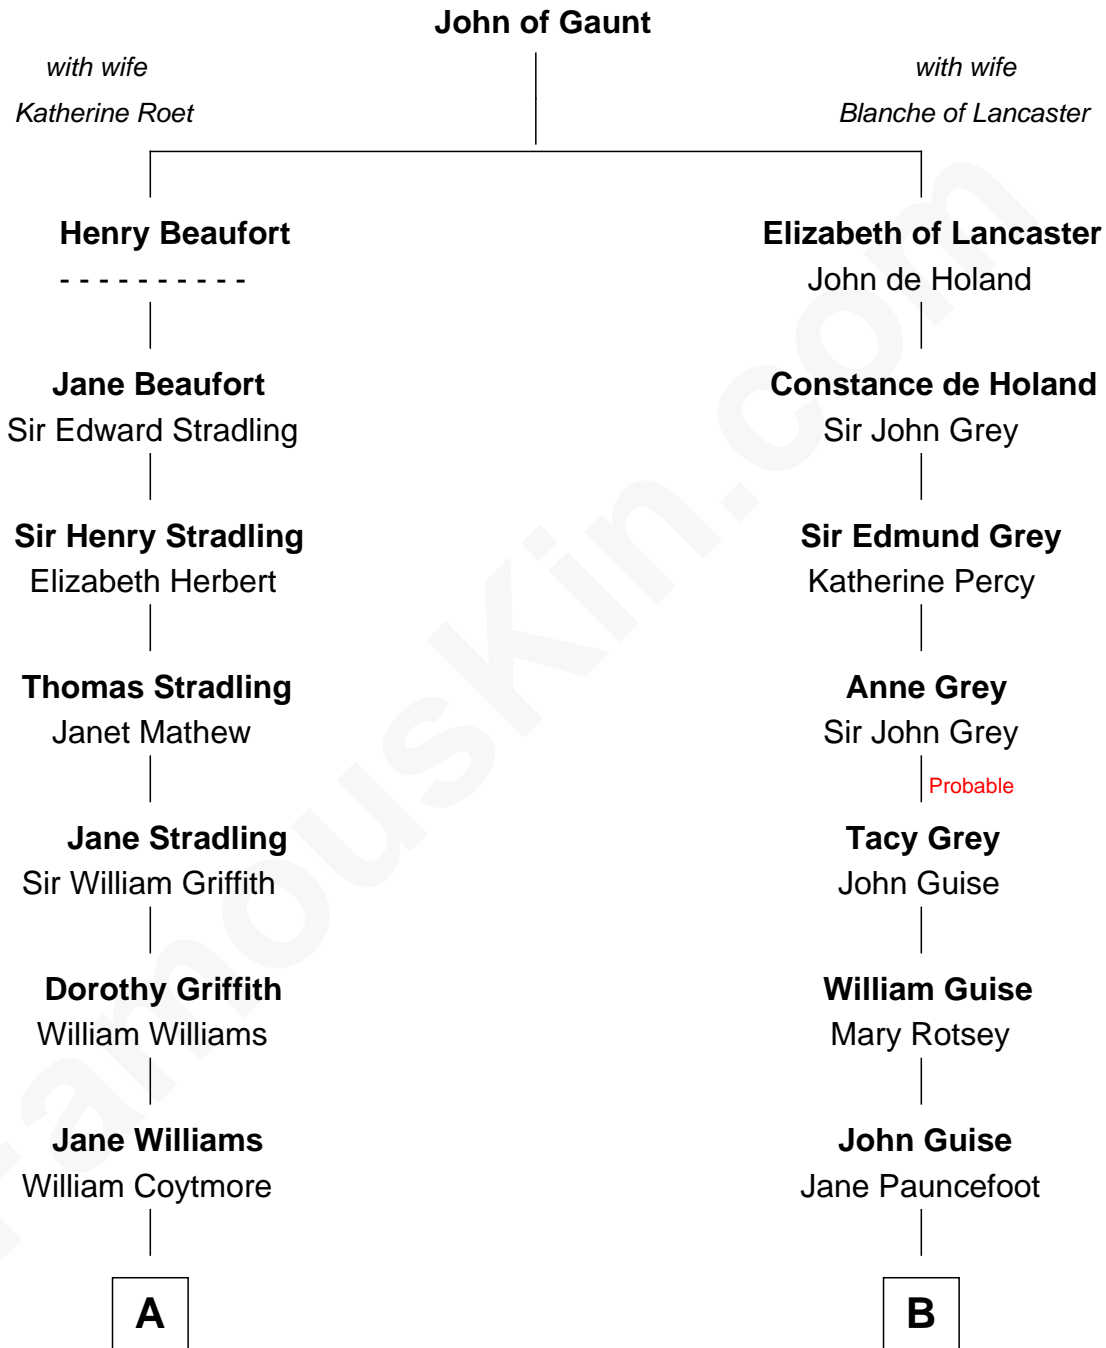 John of Gaunt
with wife
Katherine Roet
with wife
Blanche of Lancaster
Henry Beaufort
- - - - - - - - - -
Elizabeth of Lancaster
John de Holand
Jane Beaufort
Sir Edward Stradling
Constance de Holand
Sir John Grey
Sir Henry Stradling
Elizabeth Herbert
Sir Edmund Grey
Katherine Percy
Thomas Stradling
Janet Mathew
Anne Grey
Sir John Grey
Probable
Jane Stradling
Sir William Griffith
Tacy Grey
John Guise
Dorothy Griffith
William Williams
William Guise
Mary Rotsey
Jane Williams
William Coytmore
John Guise
Jane Pauncefoot
A
B
FamousKin.com